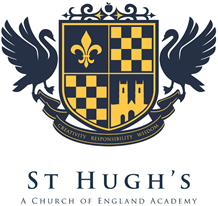 CREATIVITY RESPONSIBILITY WISDOM
ST HUGH'S
A CHURCH OF ENGLAND ACADEMY